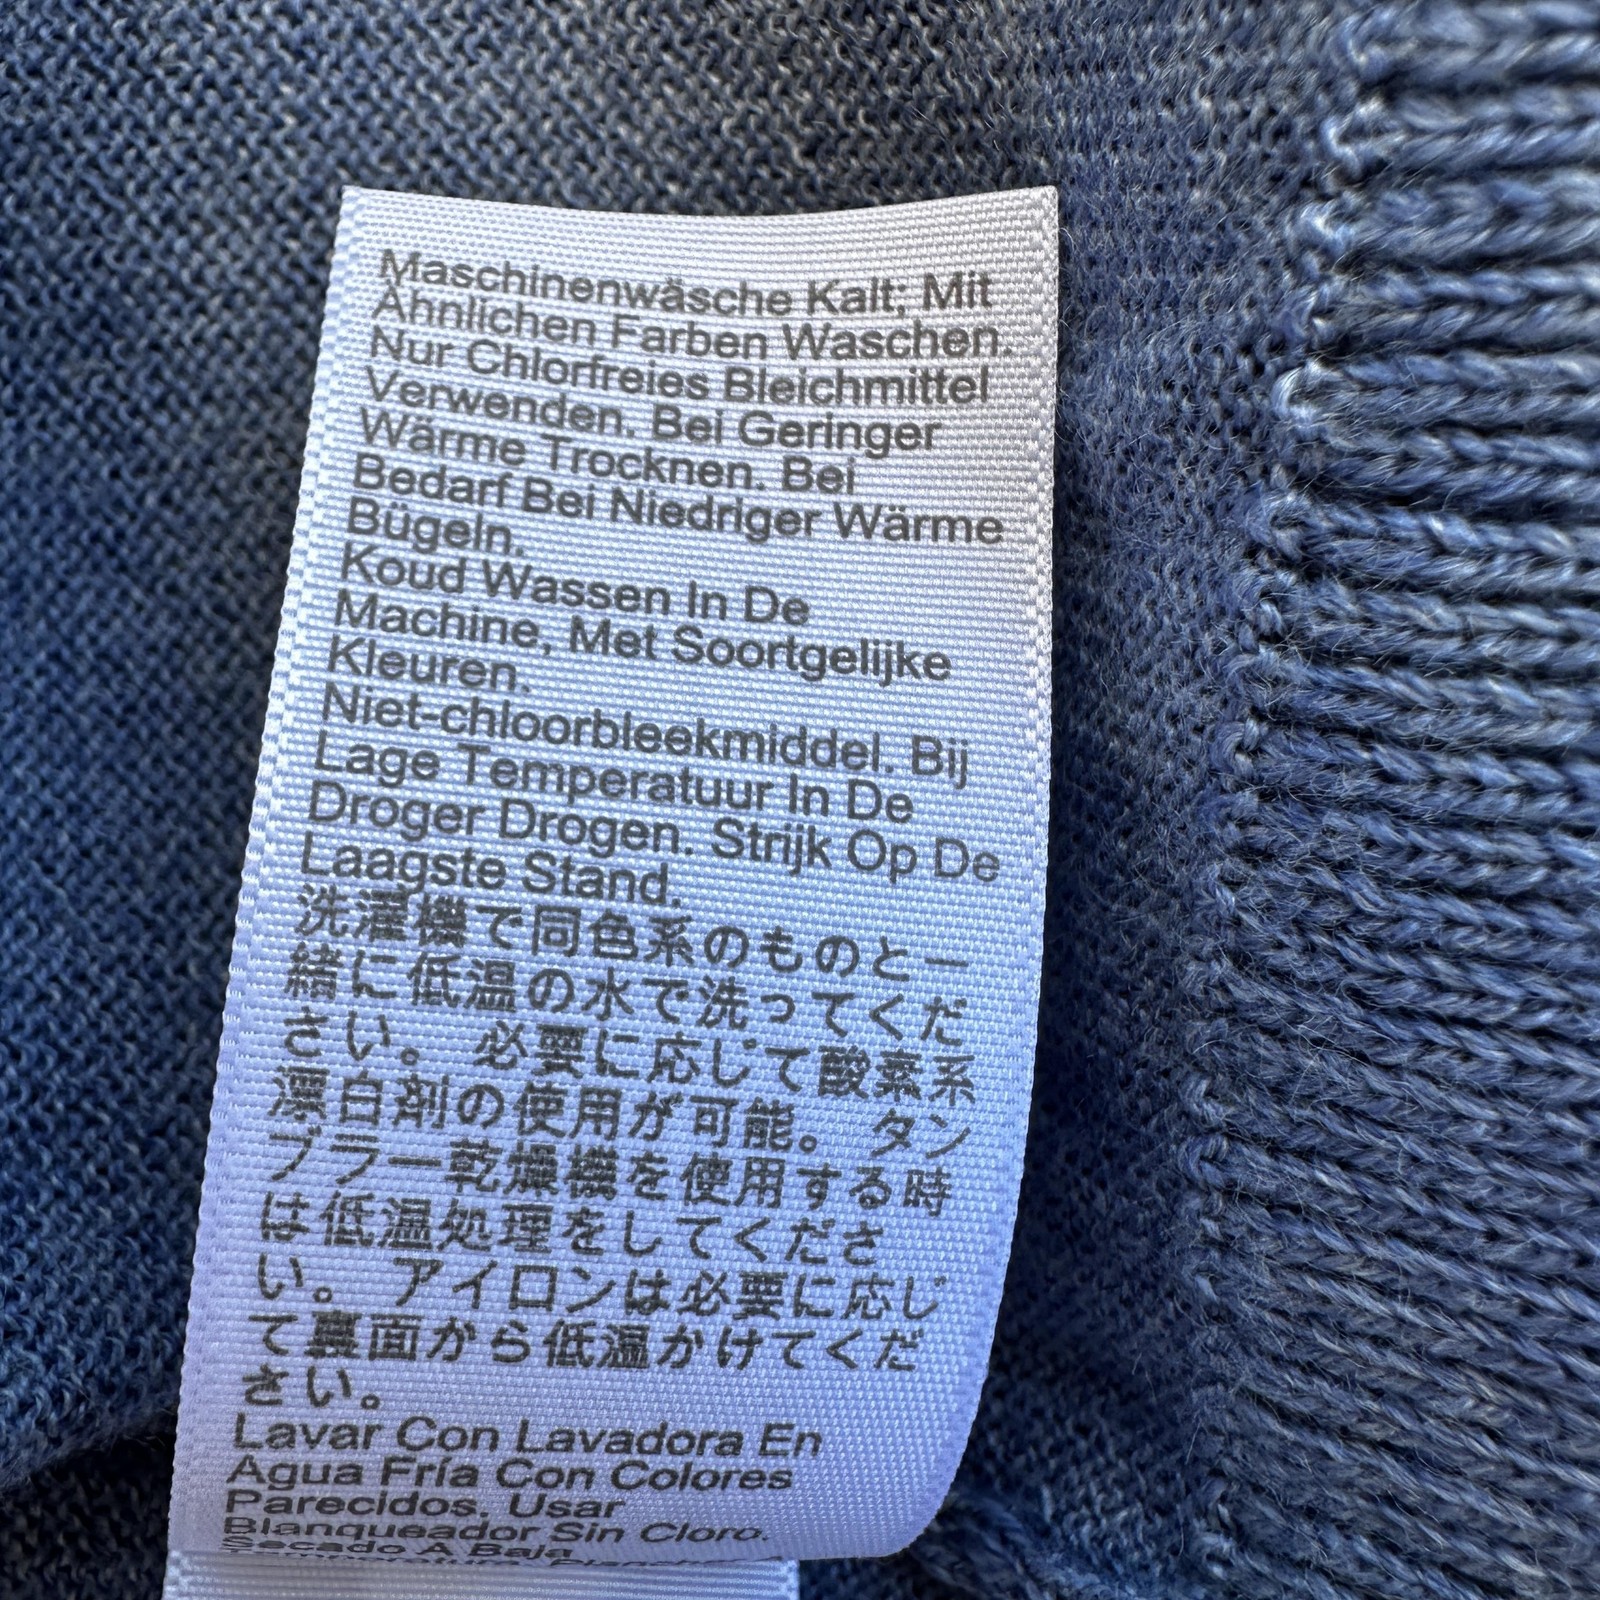 Maschinenwäsche Kalt; Mit
Ähnlichen Farben Waschen.
Nur Chlorfreies Bleichmittel
Verwenden. Bei Geringer
Wärme Trocknen. Bei
Bedarf Bei Niedriger Wärme
Bügeln.
Koud Wassen In De
Machine, Met Soortgelijke
Kleuren.
Niet-chloorbleekmiddel. Bij
Lage Temperatuur In De
Droger Drogen. Strijk Op De
Laagste Stand.
洗濯機で同色系のものと一
緒に低温の水で洗ってくだ
さい。 必要に応じて酸素系
漂白剤の使用が可能。 タン
ブラー乾燥機を使用する時
は低温処理をしてくださ
い。 アイロンは必要に応じ
て裏面から低温かけてくだ
さい。
Lavar Con Lavadora En
Agua Fría Con Colores
Parecidos. Usar
Blanqueador Sin Cloro.
Secado A Baja